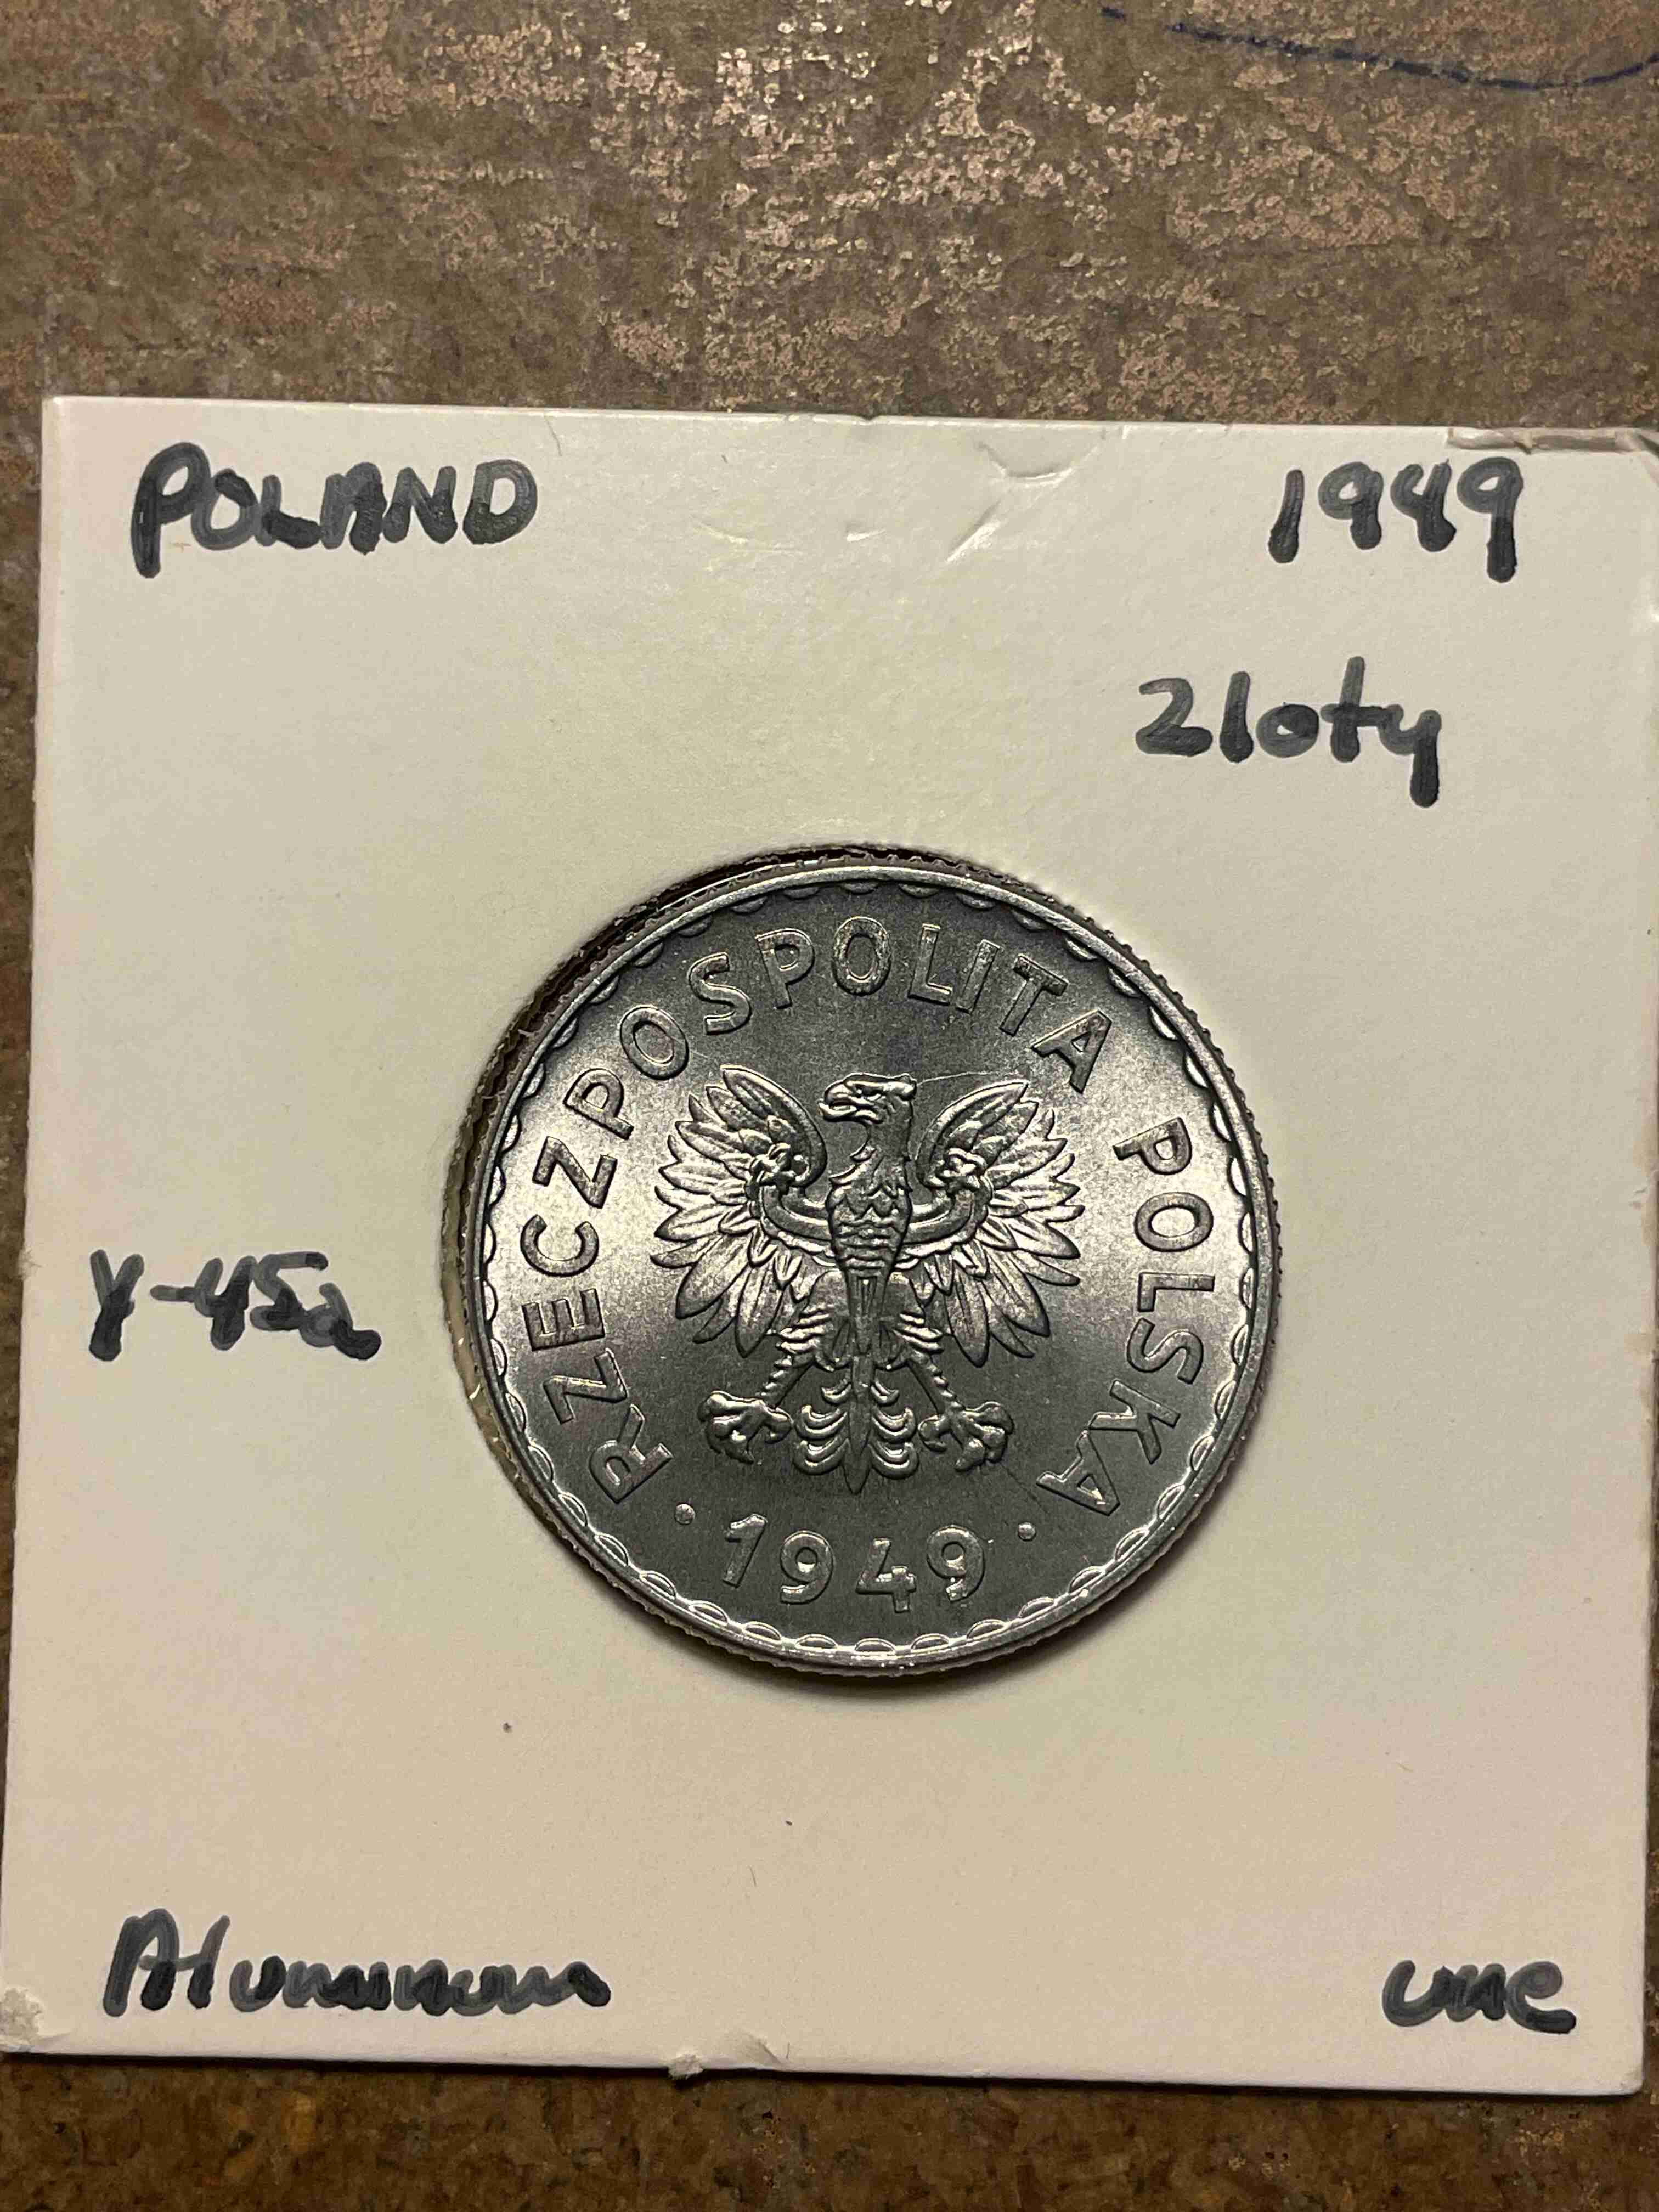 POLAND 1949
Zloty
RZECZPOSPOLITA POLSKA
Y-45a
· 1949 ·
Aluminum unc